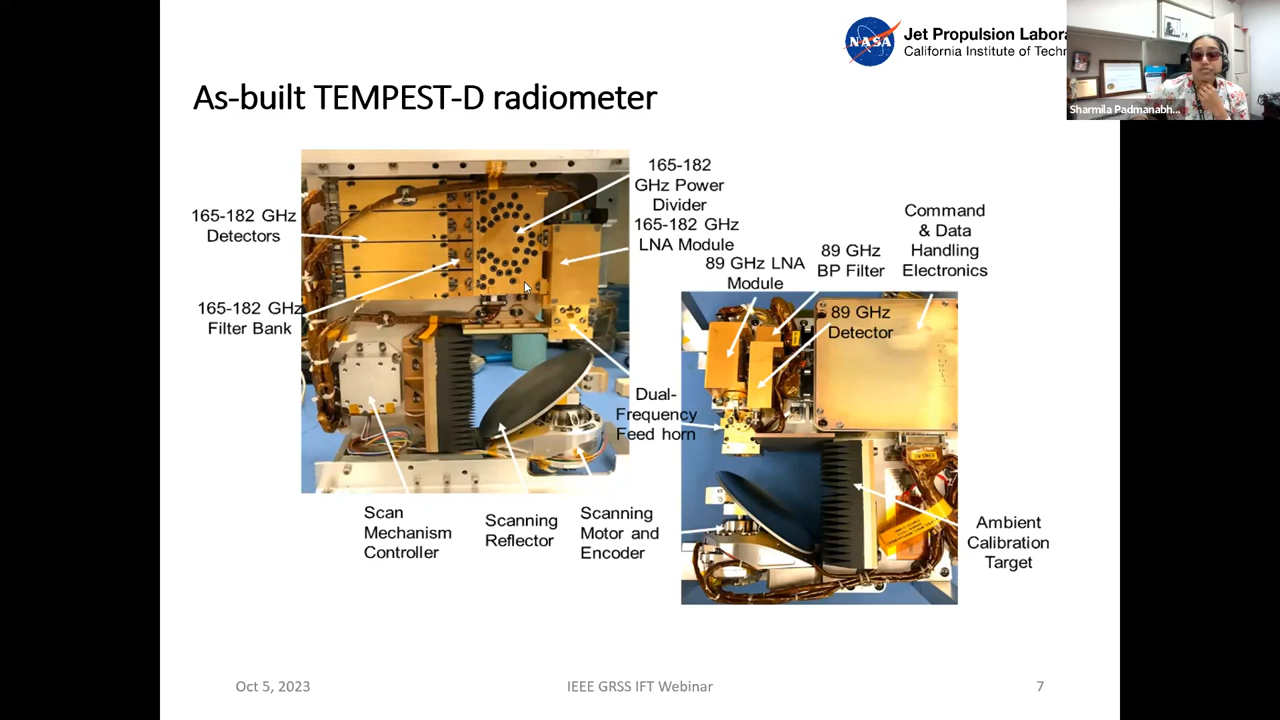 NASA
Jet Propulsion Labora
California Institute of Techn
Sharmila Padmanabh...
As-built TEMPEST-D radiometer
165-182 GHz
Detectors
165-182 GHz
Filter Bank
165-182
GHz Power
Divider
165-182 GHz
LNA Module
89 GHz LNA
Module
89 GHz
BP Filter
Command
& Data
Handling
Electronics
89 GHz
Detector
Dual-
Frequency
Feed horn
Scan
Mechanism
Controller
Scanning
Reflector
Scanning
Motor and
Encoder
Ambient
Calibration
Target
Oct 5, 2023
IEEE GRSS IFT Webinar
7